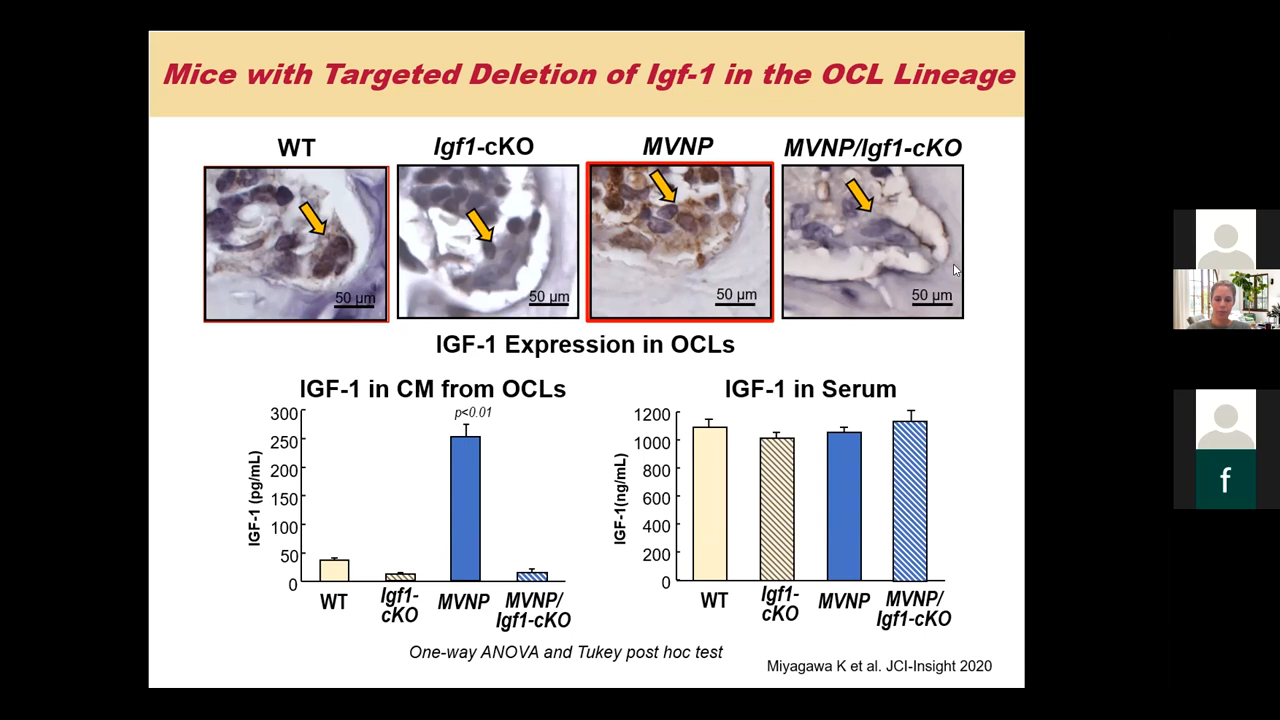 Mice with Targeted Deletion of Igf-1 in the OCL Lineage
WT
Igf1-cKO
MVNP
MVNP/Igf1-cKO
50 µm
50 µm
50 µm
50 µm
IGF-1 Expression in OCLs
IGF-1 in CM from OCLs
IGF-1 (pg/mL)
300
250
200
150
100
50
0
p<0.01
WT
Igf1-
cKO
MVNP
MVNP/
Igf1-cKO
IGF-1 in Serum
IGF-1(ng/mL)
1200
1000
800
600
400
200
0
WT
Igf1-
cKO
MVNP
MVNP/
Igf1-cKO
One-way ANOVA and Tukey post hoc test
Miyagawa K et al. JCI-Insight 2020
f